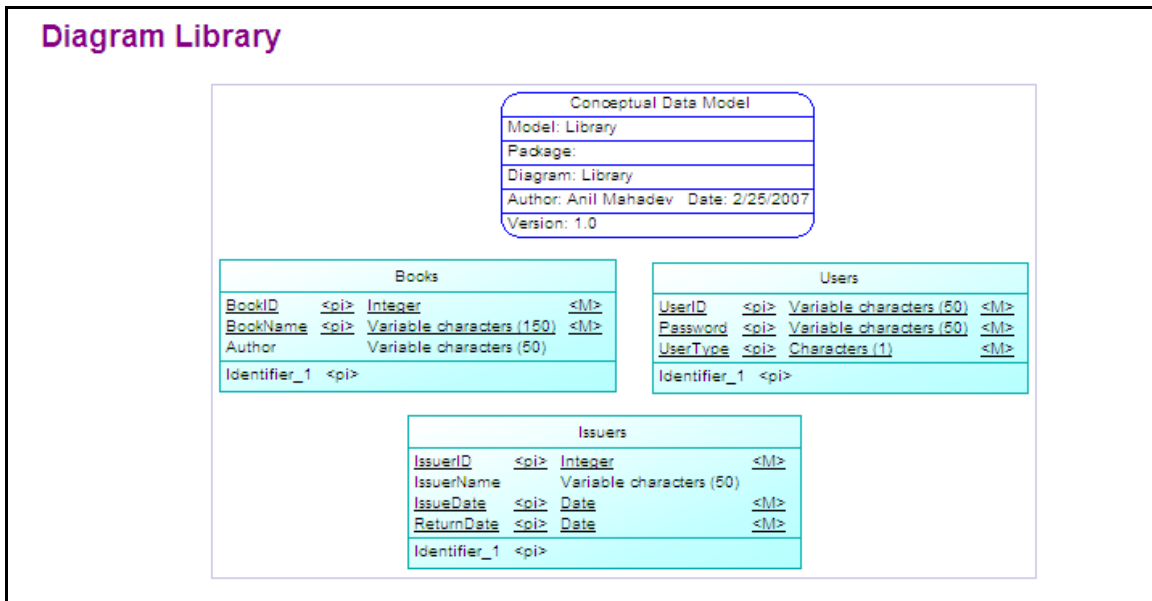 Diagram Library
Conceptual Data Model
Model: Library
Package:
Diagram: Library
Author: Anil Mahadev Date: 2/25/2007
Version: 1.0
Books
BookID <pi> Integer <M>
BookName <pi> Variable characters (150) <M>
Author Variable characters (50)
Identifier_1 <pi>
Users
UserID <pi> Variable characters (50) <M>
Password <pi> Variable characters (50) <M>
UserType <pi> Characters (1) <M>
Identifier_1 <pi>
Issuers
IssuerID <pi> Integer <M>
IssuerName Variable characters (50)
IssueDate <pi> Date <M>
ReturnDate <pi> Date <M>
Identifier_1 <pi>